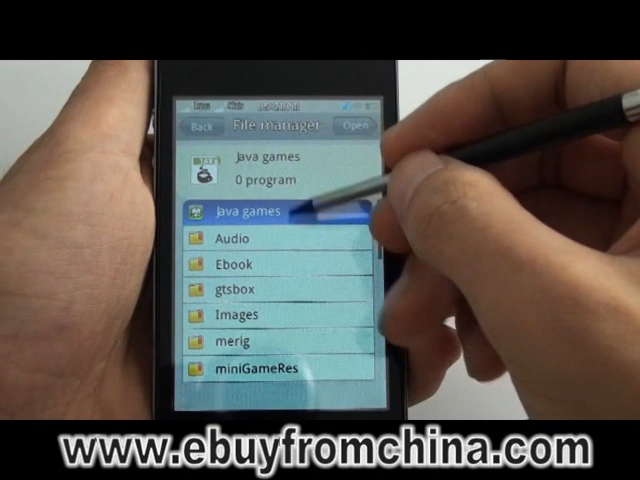 Back File manager Open
JAVA
Java games
0 program
Java games
Audio
Ebook
gtsbox
Images
merig
miniGameRes
www.ebuyfromchina.com